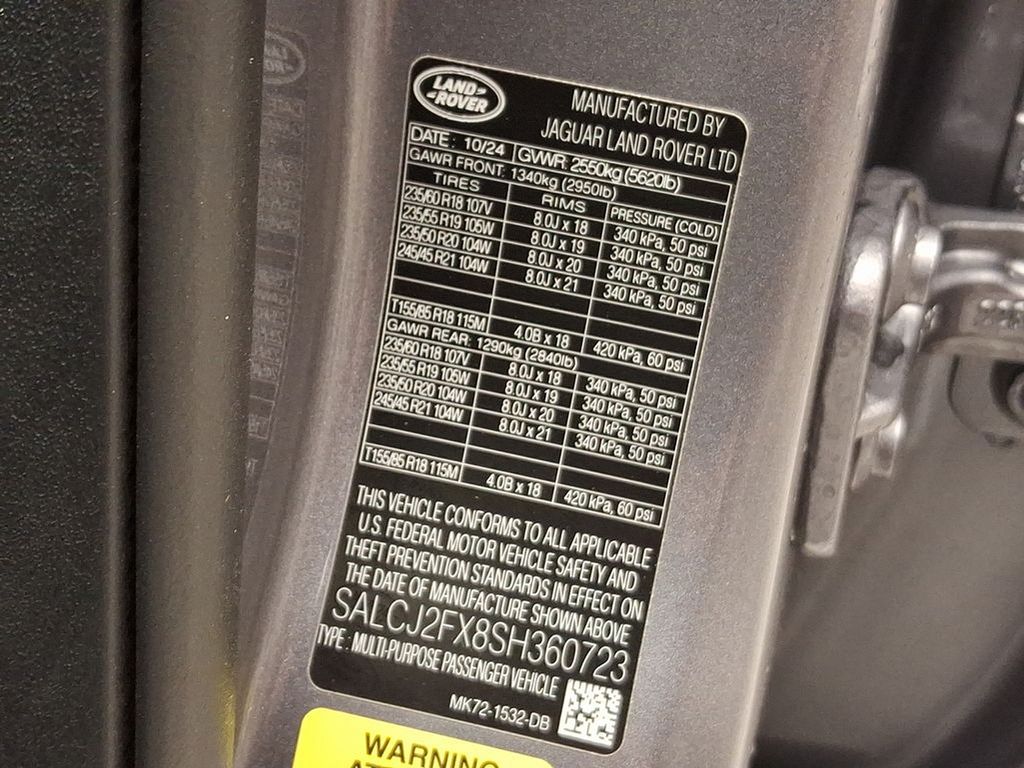 LAND-
-ROVER
MANUFACTURED BY
JAGUAR LAND ROVER LTD
DATE: 10/24 GVWR: 2550kg (5620lb)
GAWR FRONT: 1340kg (2950lb)
TIRES RIMS PRESSURE (COLD)
235/60 R18 107V 8.0J x 18 340 kPa, 50 psi
235/55 R19 105W 8.0J x 19 340 kPa, 50 psi
235/50 R20 104W 8.0J x 20 340 kPa, 50 psi
245/45 R21 104W 8.0J x 21 340 kPa, 50 psi
T155/85 R18 115M 4.0B x 18 420 kPa, 60 psi
GAWR REAR: 1290kg (2840lb)
235/60 R18 107V 8.0J x 18 340 kPa, 50 psi
235/55 R19 105W 8.0J x 19 340 kPa, 50 psi
235/50 R20 104W 8.0J x 20 340 kPa, 50 psi
245/45 R21 104W 8.0J x 21 340 kPa, 50 psi
T155/85 R18 115M 4.0B x 18 420 kPa, 60 psi
THIS VEHICLE CONFORMS TO ALL APPLICABLE
U.S. FEDERAL MOTOR VEHICLE SAFETY AND
THEFT PREVENTION STANDARDS IN EFFECT ON
THE DATE OF MANUFACTURE SHOWN ABOVE
SALCJ2FX8SH360723
TYPE: MULTI-PURPOSE PASSENGER VEHICLE
MK72-1532-DB
WARNING